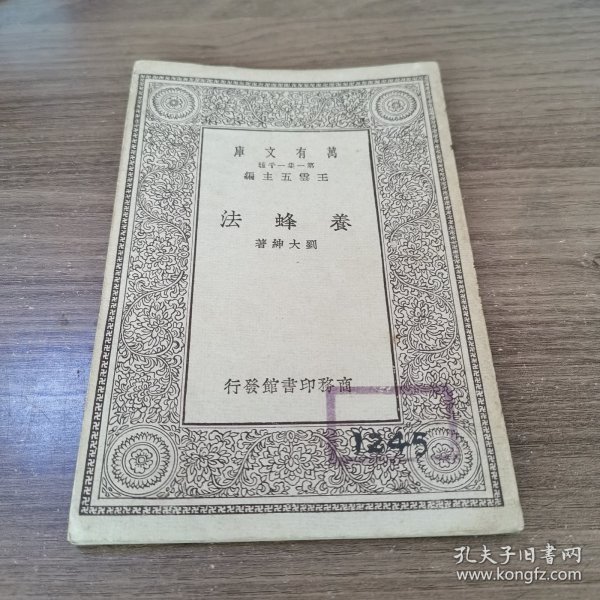 萬有文庫
第一集一千種
王雲五主編
養蜂法
劉大紳著
商務印書館發行
1245
孔夫子旧书网
www.kongfz.com